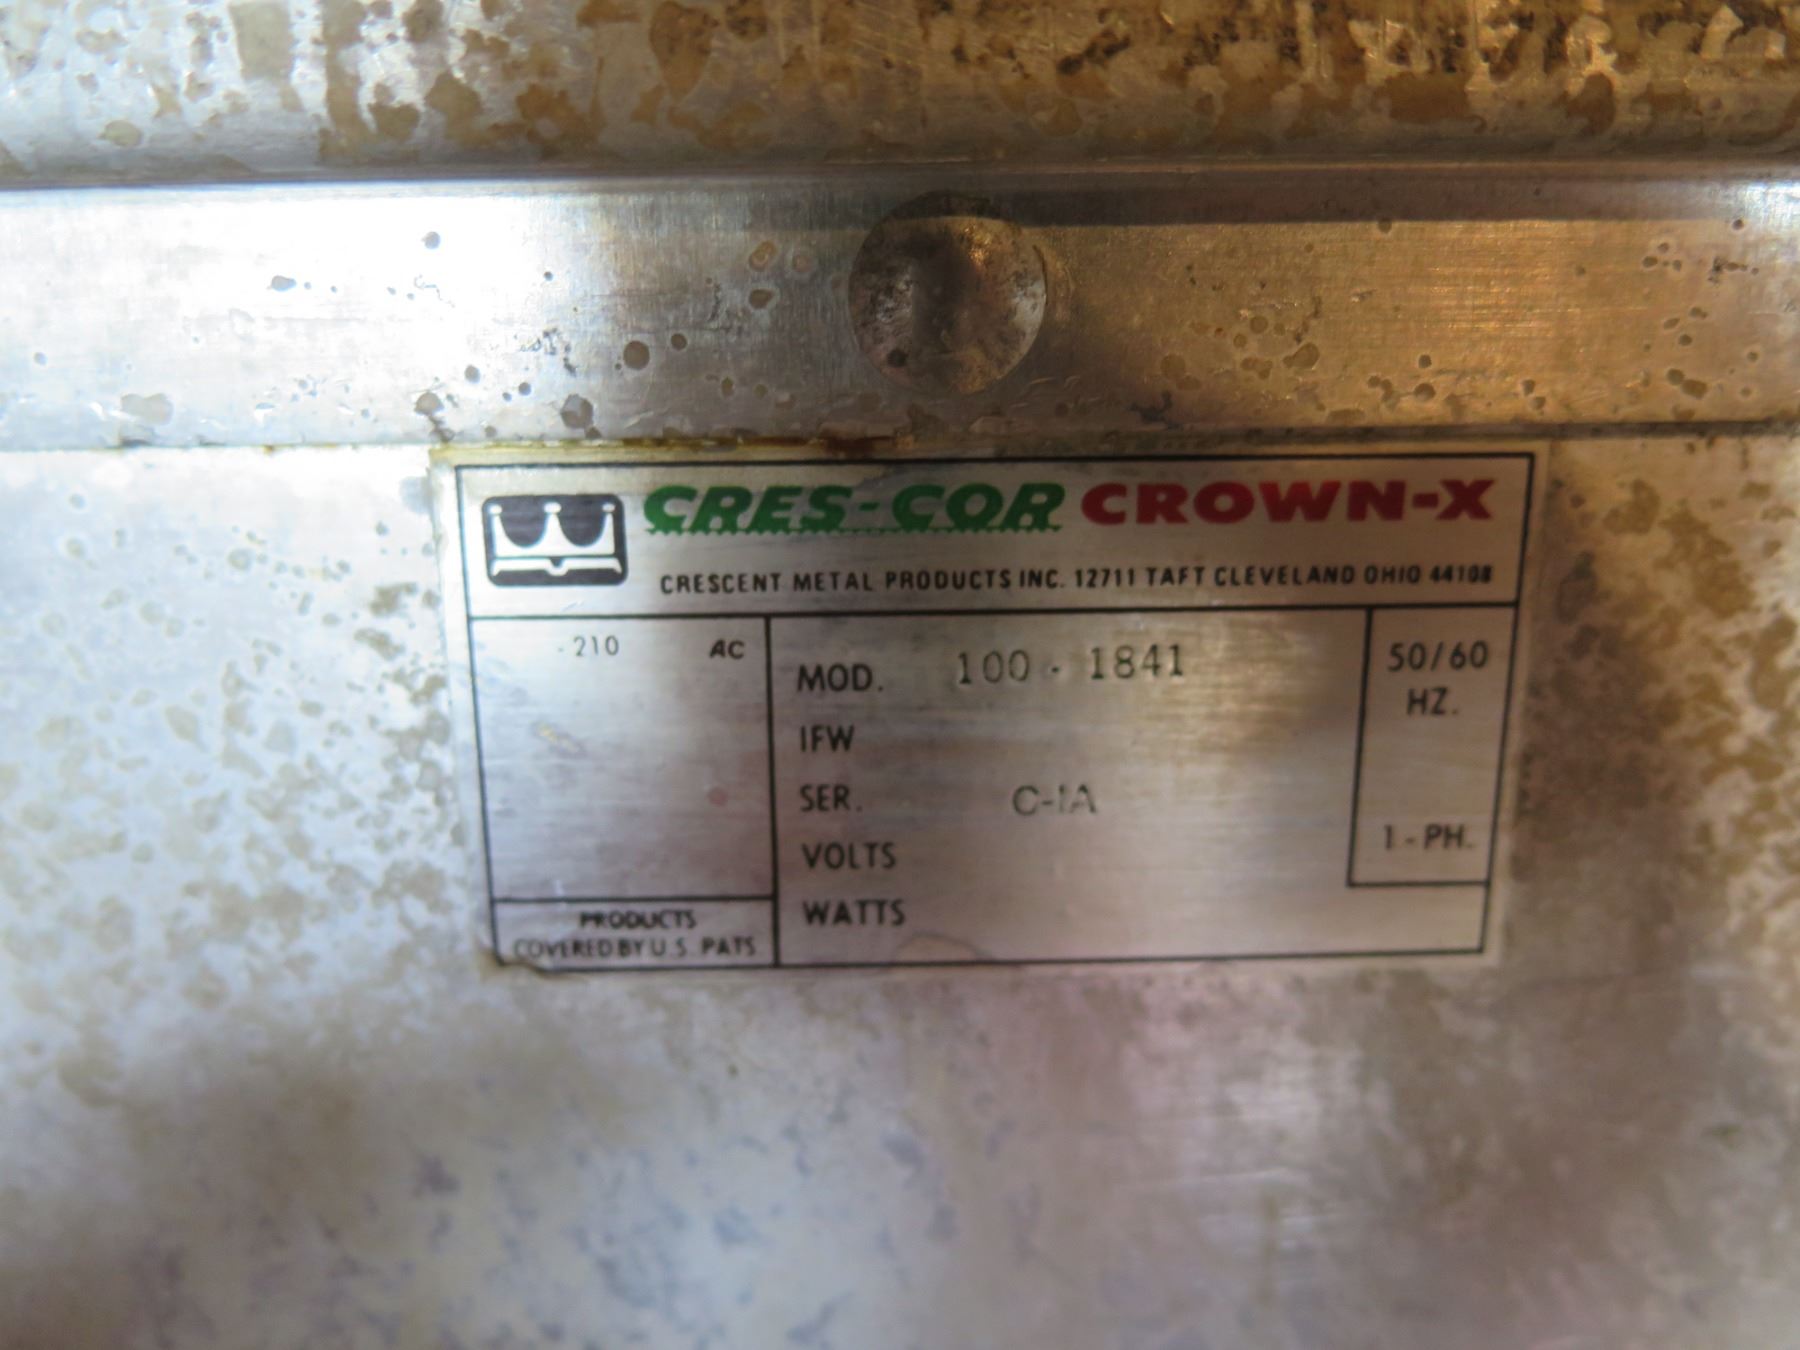 CRES-COR CROWN-X
CRESCENT METAL PRODUCTS INC. 12711 TAFT CLEVELAND OHIO 44108
-210 AC
MOD. 100-1841
IFW
SER. C-1A
VOLTS
WATTS
50/60
HZ.
1-PH.
PRODUCTS
COVERED BY U.S. PATS